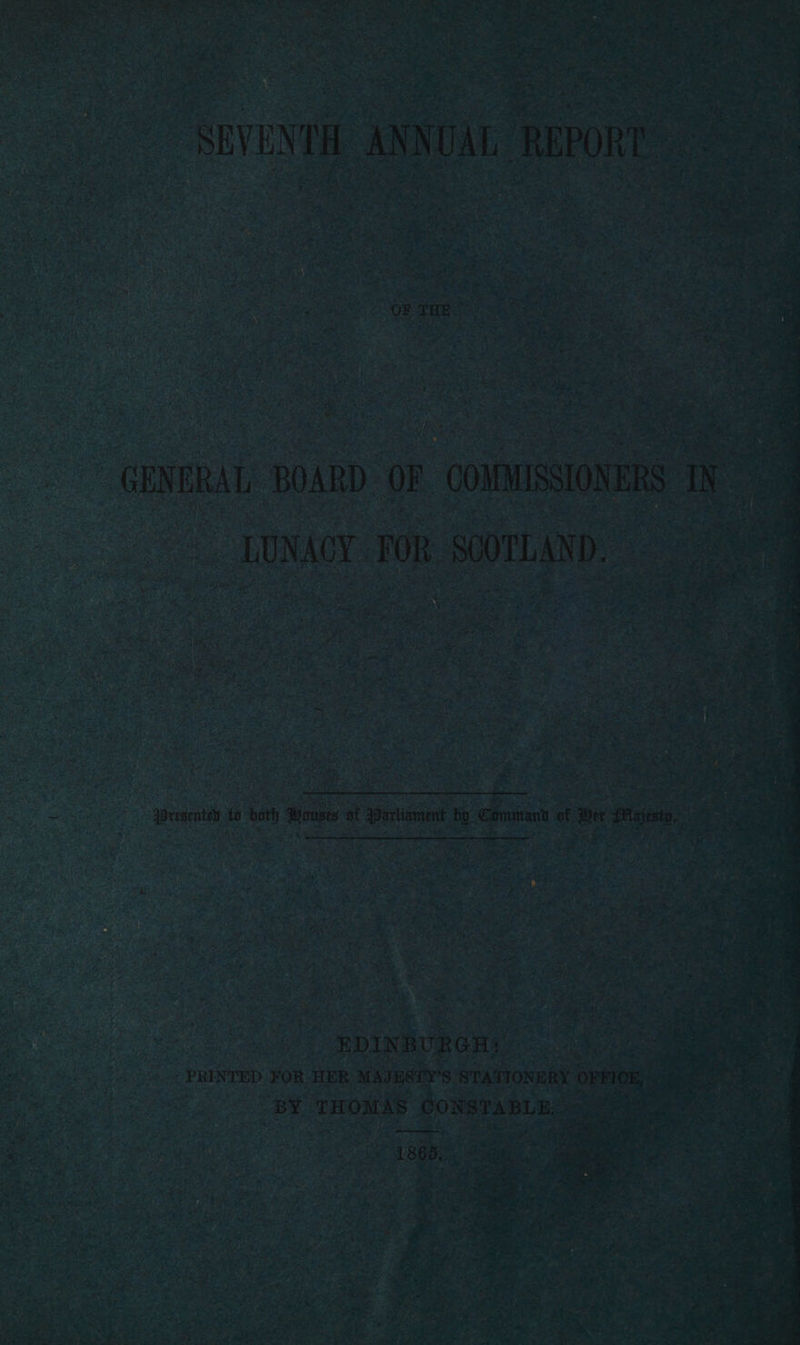 SEVENTH ANNUAL REPORT
OF THE
GENERAL BOARD OF COMMISSIONERS IN
LUNACY FOR SCOTLAND.
Presented to both Houses of Parliament by Command of Her Majesty.
EDINBURGH:
PRINTED FOR HER MAJESTY'S STATIONERY OFFICE,
BY THOMAS CONSTABLE.
1865.